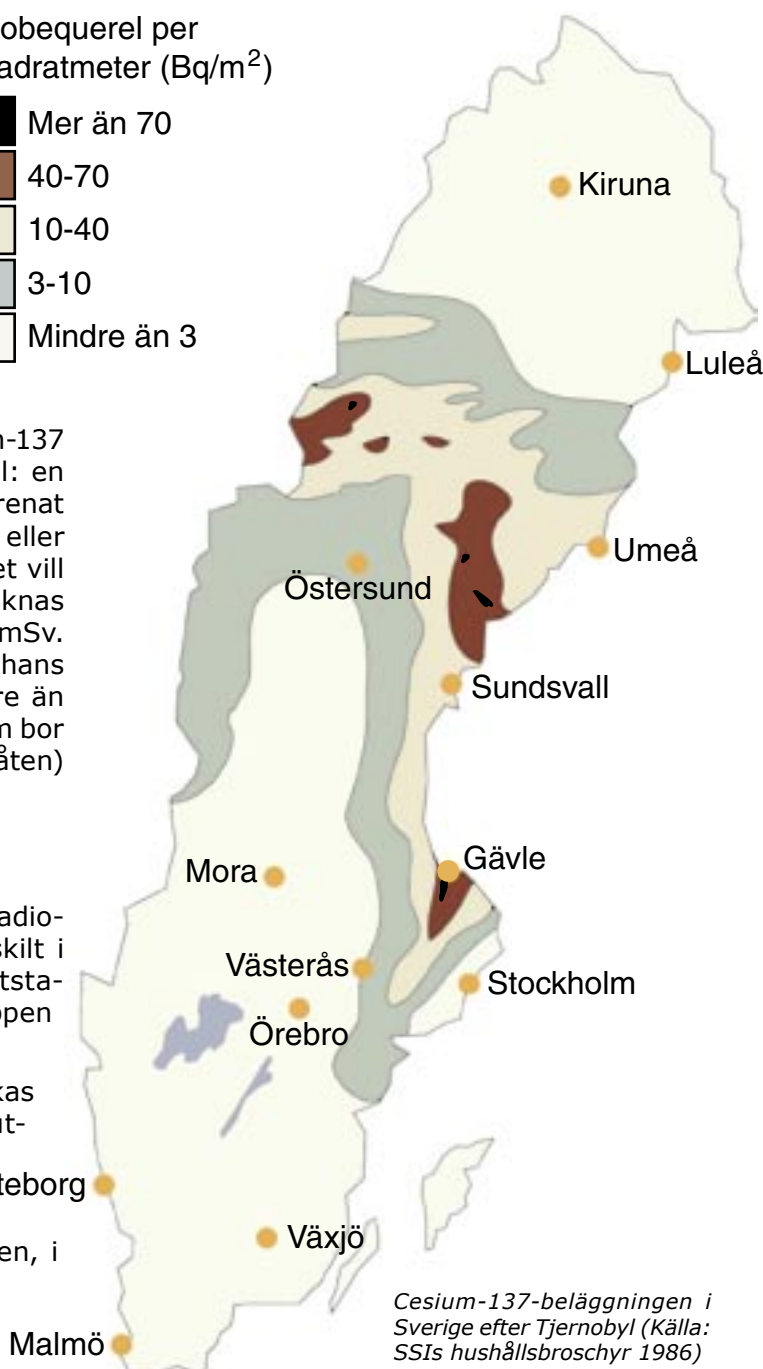 obequerel per
adratmeter (Bq/m²)
Mer än 70
40-70
10-40
3-10
Mindre än 3
n-137
l: en
renat
eller
et vill
knas
mSv.
hans
re än
m bor
åten)
adio-
skilt i
tsta-
ppen
kas
ut-
en, i
Kiruna
Luleå
Umeå
Östersund
Sundsvall
Mora
Gävle
Västerås
Stockholm
Örebro
teborg
Växjö
Malmö
Cesium-137-beläggningen i
Sverige efter Tjernobyl (Källa:
SSIs hushållsbroschyr 1986)